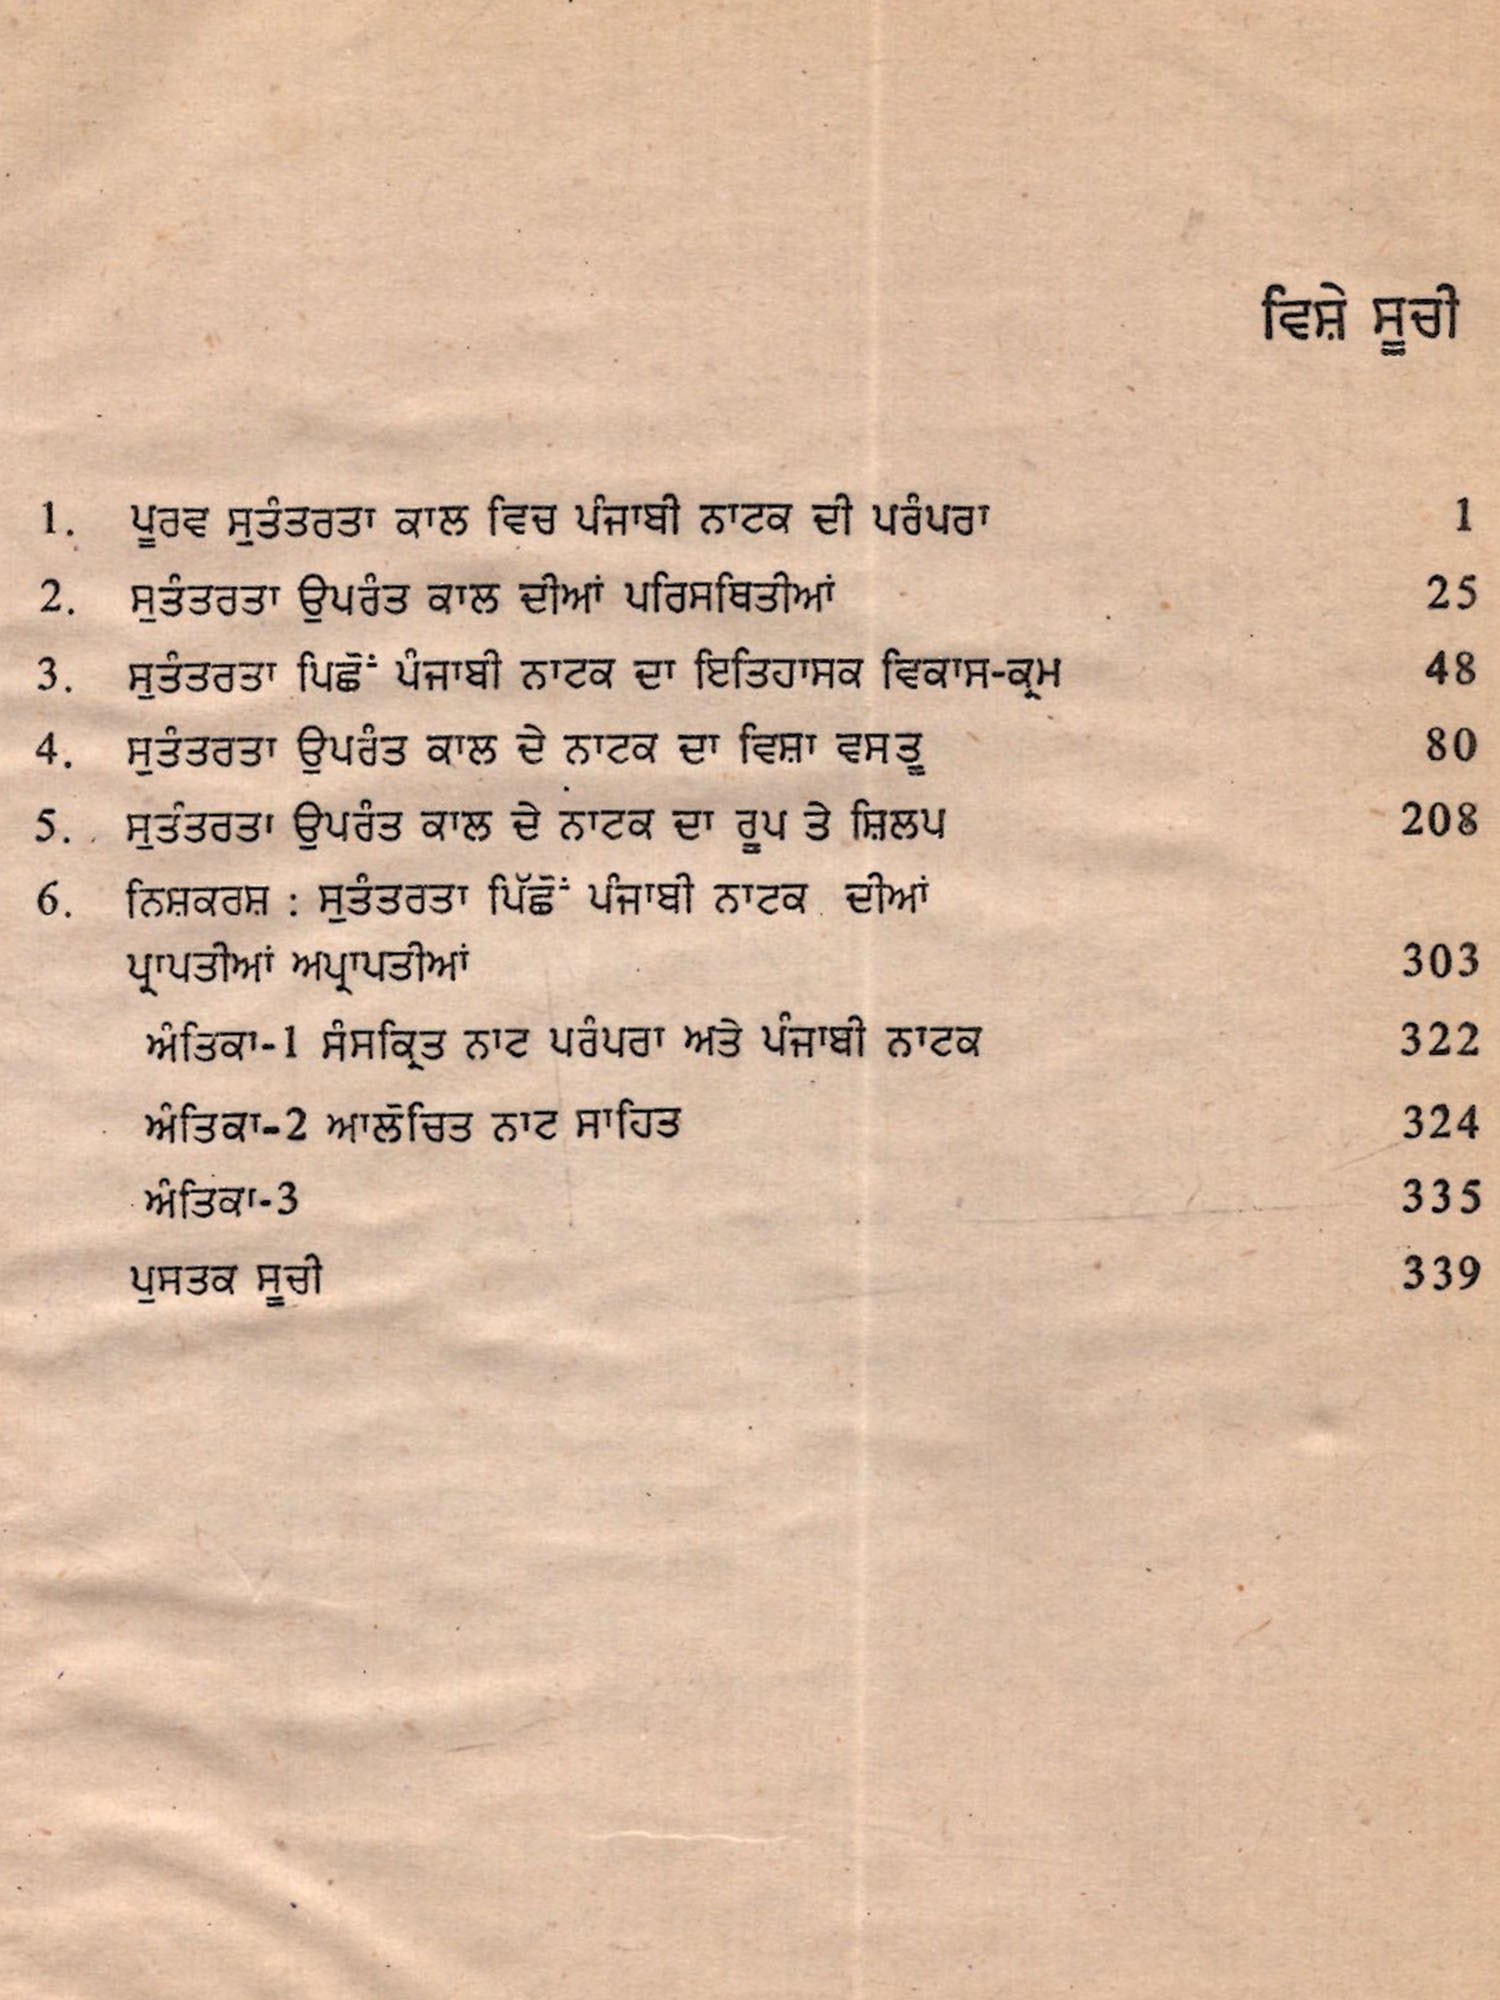 ਵਿਸ਼ੇ ਸੂਚੀ
1. ਪੂਰਵ ਸੁਤੰਤਰਤਾ ਕਾਲ ਵਿਚ ਪੰਜਾਬੀ ਨਾਟਕ ਦੀ ਪਰੰਪਰਾ 1
2. ਸੁਤੰਤਰਤਾ ਉਪਰੰਤ ਕਾਲ ਦੀਆਂ ਪਰਿਸਥਿਤੀਆਂ 25
3. ਸੁਤੰਤਰਤਾ ਪਿਛੋਂ ਪੰਜਾਬੀ ਨਾਟਕ ਦਾ ਇਤਿਹਾਸਕ ਵਿਕਾਸ-ਕ੍ਰਮ 48
4. ਸੁਤੰਤਰਤਾ ਉਪਰੰਤ ਕਾਲ ਦੇ ਨਾਟਕ ਦਾ ਵਿਸ਼ਾ ਵਸਤੂ 80
5. ਸੁਤੰਤਰਤਾ ਉਪਰੰਤ ਕਾਲ ਦੇ ਨਾਟਕ ਦਾ ਰੂਪ ਤੇ ਸ਼ਿਲਪ 208
6. ਨਿਸ਼ਕਰਸ਼ : ਸੁਤੰਤਰਤਾ ਪਿੱਛੋਂ ਪੰਜਾਬੀ ਨਾਟਕ ਦੀਆਂ
ਪ੍ਰਾਪਤੀਆਂ ਅਪ੍ਰਾਪਤੀਆਂ 303
ਅੰਤਿਕਾ-1 ਸੰਸਕ੍ਰਿਤ ਨਾਟ ਪਰੰਪਰਾ ਅਤੇ ਪੰਜਾਬੀ ਨਾਟਕ 322
ਅੰਤਿਕਾ-2 ਆਲੋਚਿਤ ਨਾਟ ਸਾਹਿਤ 324
ਅੰਤਿਕਾ-3 335
ਪੁਸਤਕ ਸੂਚੀ 339